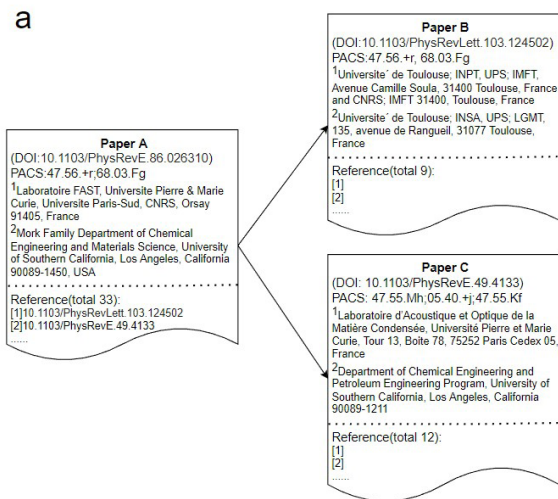 a
Paper A
(DOI:10.1103/PhysRevE.86.026310)
PACS:47.56.+r;68.03.Fg
1Laboratoire FAST, Universite Pierre & Marie
Curie, Universite Paris-Sud, CNRS, Orsay
91405, France
2Mork Family Department of Chemical
Engineering and Materials Science, University
of Southern California, Los Angeles, California
90089-1450, USA
Reference(total 33):
[1]10.1103/PhysRevLett.103.124502
[2]10.1103/PhysRevE.49.4133
......
Paper B
(DOI:10.1103/PhysRevLett.103.124502)
PACS:47.56.+r, 68.03.Fg
1Universite´ de Toulouse; INPT, UPS; IMFT,
Avenue Camille Soula, 31400 Toulouse, France
and CNRS; IMFT 31400, Toulouse, France
2Universite´ de Toulouse; INSA, UPS; LGMT,
135, avenue de Rangueil, 31077 Toulouse,
France
Reference(total 9):
[1]
[2]
......
Paper C
(DOI: 10.1103/PhysRevE.49.4133)
PACS: 47.55.Mh;05.40.+j;47.55.Kf
1Laboratoire d'Acoustique et Optique de la
Matière Condensée, Université Pierre et Marie
Curie, Tour 13, Boite 78, 75252 Paris Cedex 05,
France
2Department of Chemical Engineering and
Petroleum Engineering Program, University of
Southern California, Los Angeles, California
90089-1211
Reference(total 12):
[1]
[2]
......